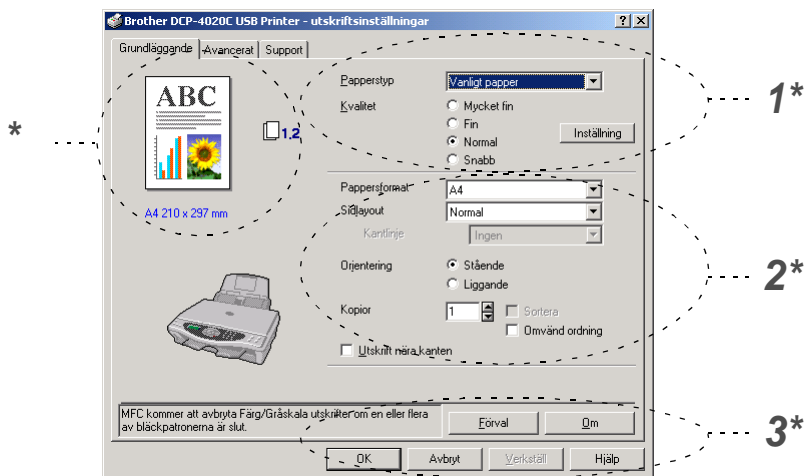 Brother DCP-4020C USB Printer - utskriftsinställningar
Grundläggande Avancerat Support
ABC
1,2
A4 210 x 297 mm
*
Papperstyp Vanligt papper
Kvalitet Mycket fin
Fin
Normal
Snabb
Inställning
1*
Pappersformat A4
Sidlayout Normal
Kantlinje Ingen
Orientering Stående
Liggande
Kopior 1 Sortera
Omvänd ordning
Utskrift nära kanten
2*
MFC kommer att avbryta Färg/Gråskala utskrifter om en eller flera
av bläckpatronerna är slut.
Förval Om
OK Avbryt Verkställ Hjälp
3*